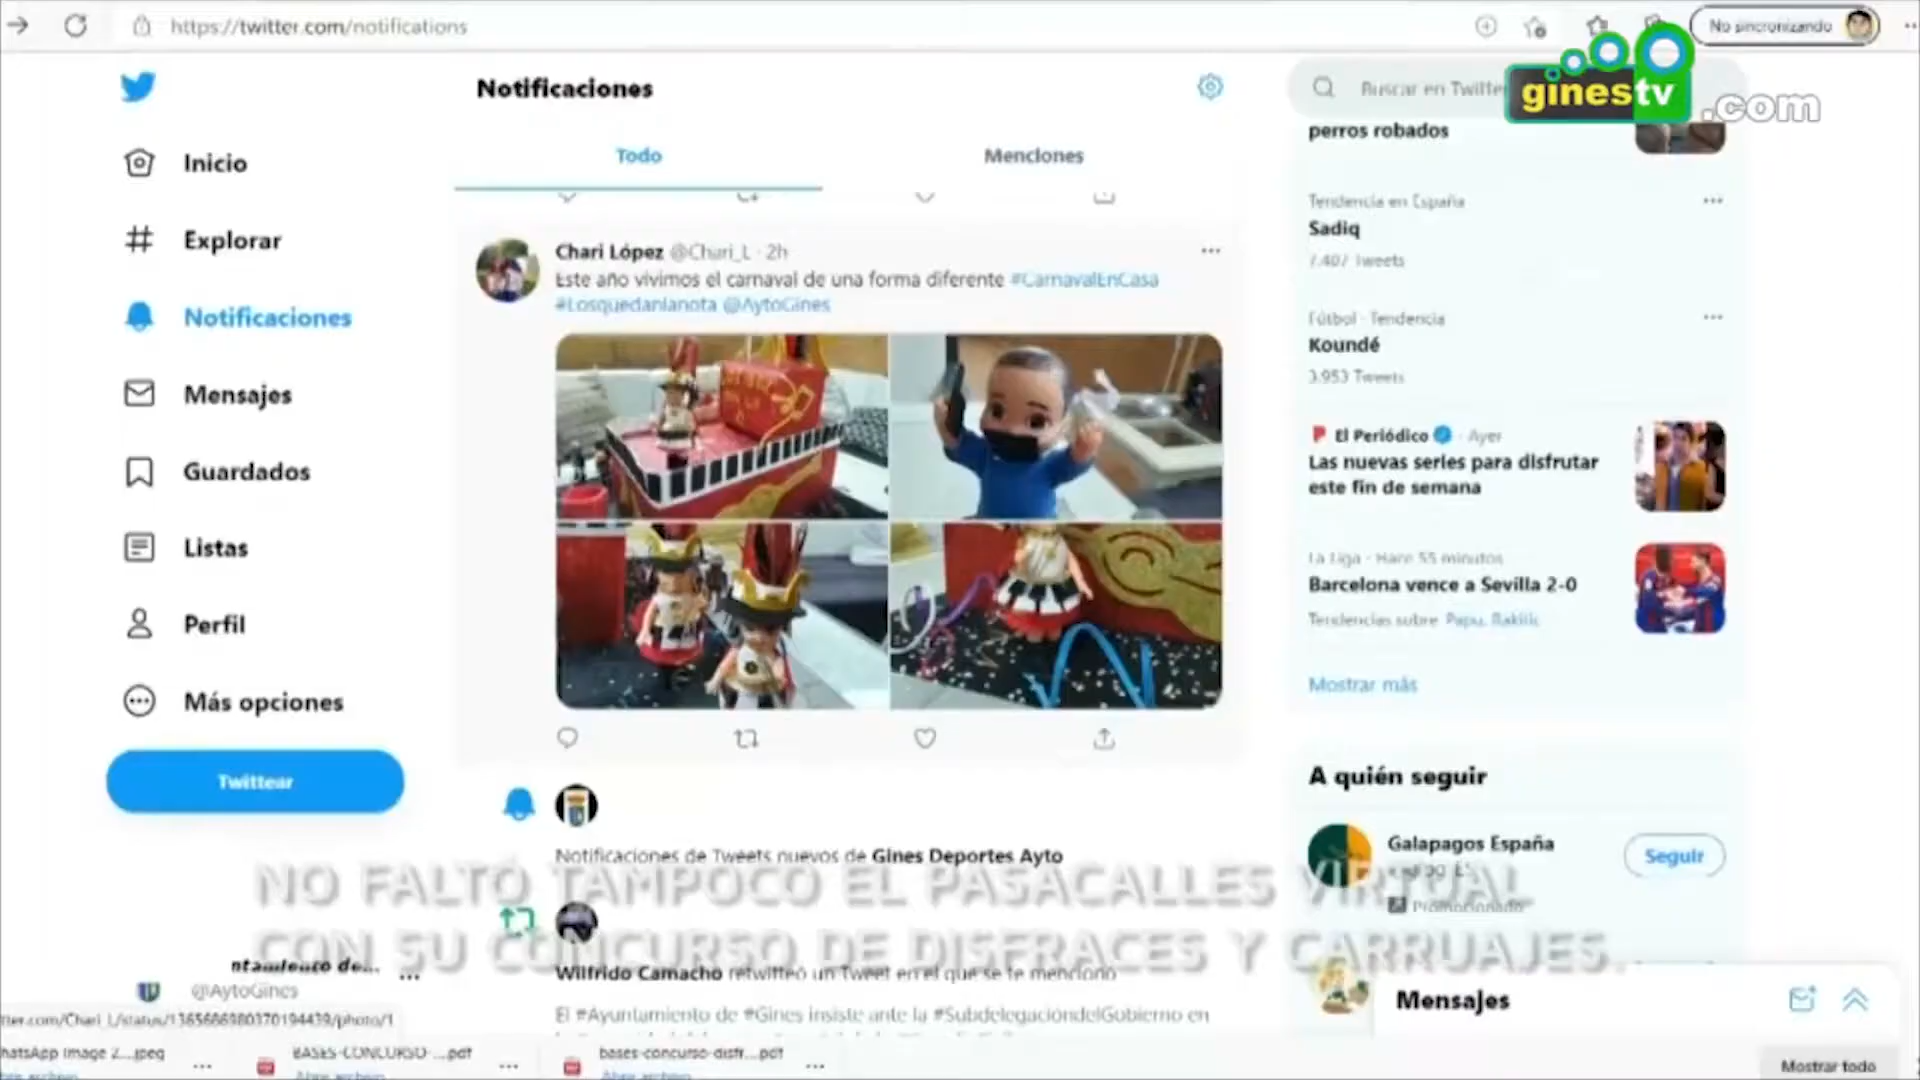 https://twitter.com/notifications
No sincronizando
ginestv.com
Notificaciones
Buscar en Twitter
Todo
Menciones
Inicio
Explorar
Notificaciones
Mensajes
Guardados
Listas
Perfil
Más opciones
Twittear
Chari López @Chari_L · 2h
Este año vivimos el carnaval de una forma diferente #CarnavalEnCasa
#Losquedanlanota @AytoGines
Notificaciones de Tweets nuevos de Gines Deportes Ayto
Wilfrido Camacho retwitteó un Tweet en el que se te mencionó
El #Ayuntamiento de #Gines insiste ante la #SubdelegacióndelGobierno en
perros robados
Tendencia en España
Sadiq
7.407 Tweets
Fútbol · Tendencia
Koundé
3.953 Tweets
El Periódico · Ayer
Las nuevas series para disfrutar
este fin de semana
La Liga · Hace 55 minutos
Barcelona vence a Sevilla 2-0
Tendencias sobre Papu, Rakitic
Mostrar más
A quién seguir
Galapagos España
Seguir
Promocionado
NO FALTÓ TAMPOCO EL PASACALLES VIRTUAL
CON SU CONCURSO DE DISFRACES Y CARRUAJES.
ntamiento de...
@AytoGines
Mensajes
tter.com/Chari_L/status/1365686980370194439/photo/1
hatsApp Image 2....jpeg
BASES-CONCURSO-...pdf
Abrir archivo
bases-concurso-disfr...pdf
Abrir archivo
Mostrar todo